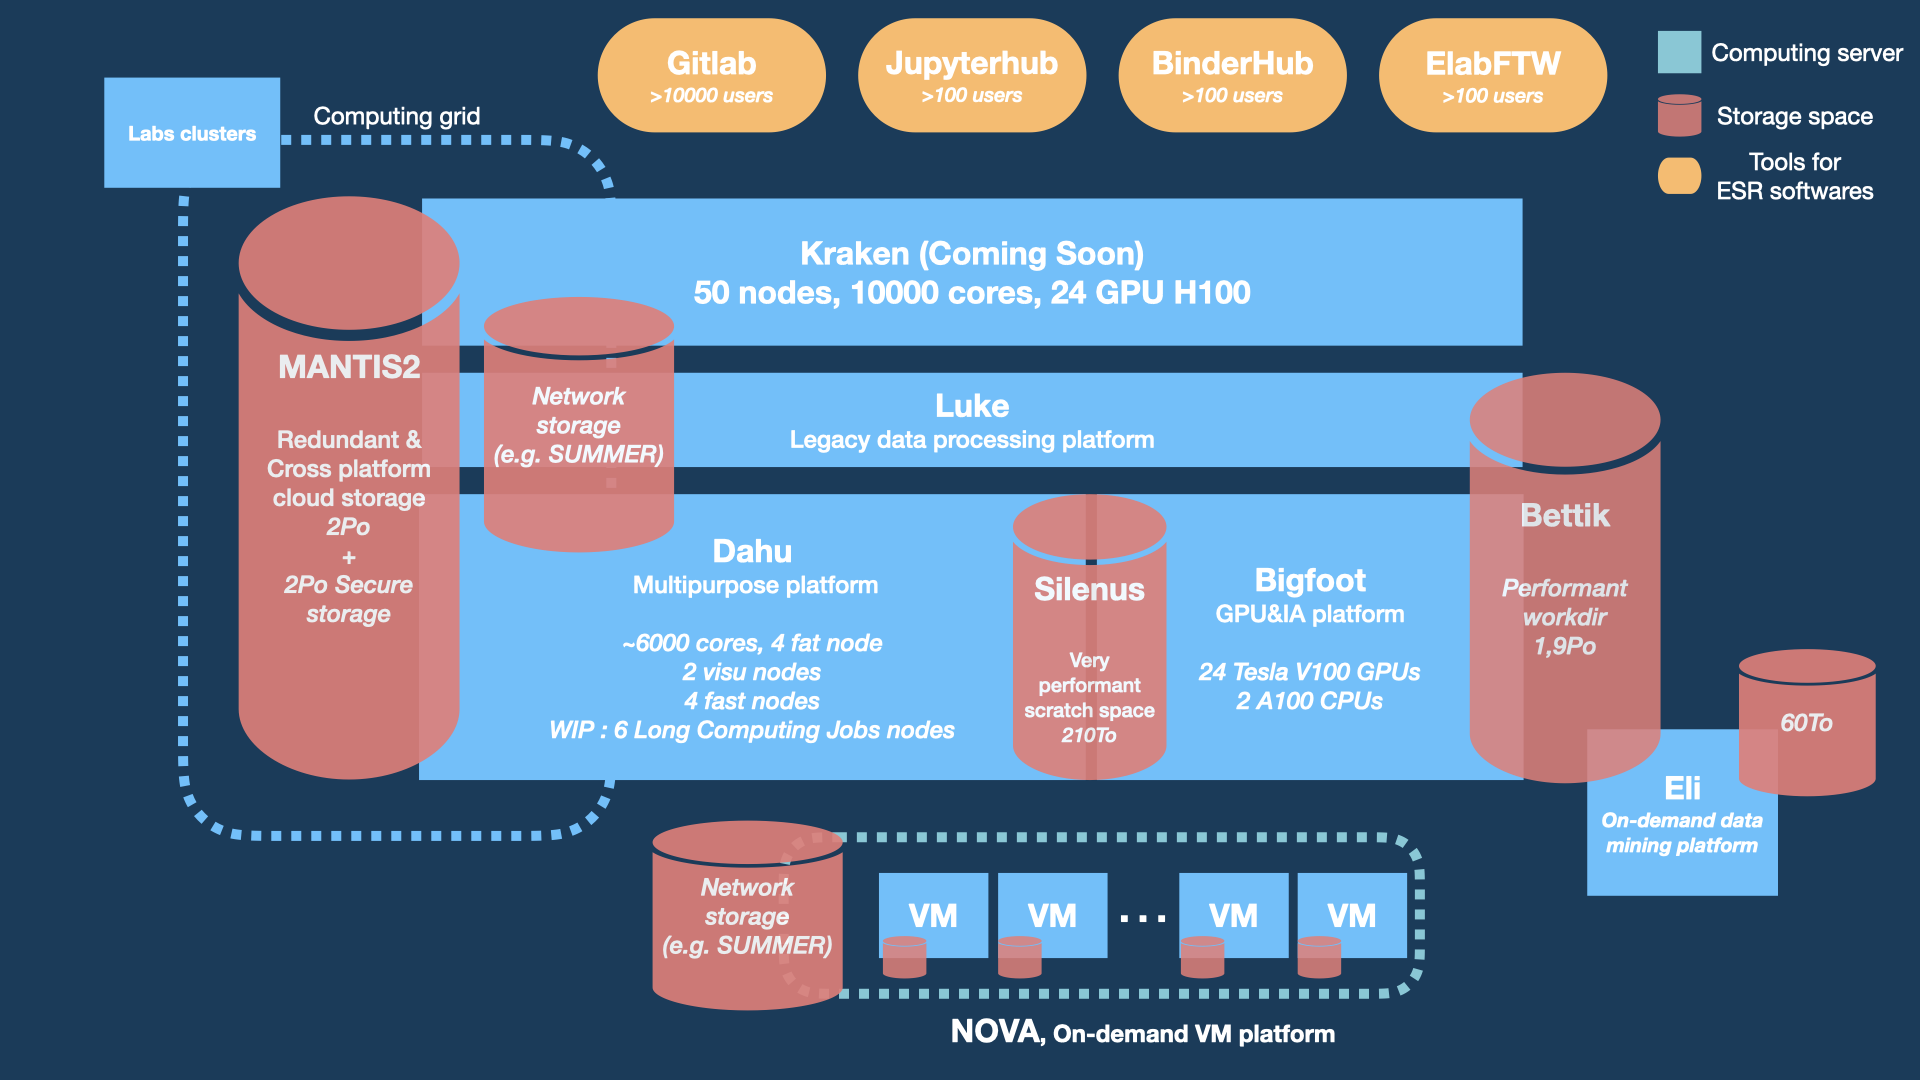 Gitlab
>10000 users
Jupyterhub
>100 users
BinderHub
>100 users
ElabFTW
>100 users
Computing server
Storage space
Tools for
ESR softwares
Labs clusters
Computing grid
Kraken (Coming Soon)
50 nodes, 10000 cores, 24 GPU H100
MANTIS2
Redundant &
Cross platform
cloud storage
2Po
+
2Po Secure
storage
Network
storage
(e.g. SUMMER)
Luke
Legacy data processing platform
Dahu
Multipurpose platform
~6000 cores, 4 fat node
2 visu nodes
4 fast nodes
WIP : 6 Long Computing Jobs nodes
Silenus
Very
performant
scratch space
210To
Bigfoot
GPU&IA platform
24 Tesla V100 GPUs
2 A100 CPUs
Bettik
Performant
workdir
1,9Po
60To
Eli
On-demand data
mining platform
Network
storage
(e.g. SUMMER)
VM
VM
...
VM
VM
NOVA, On-demand VM platform